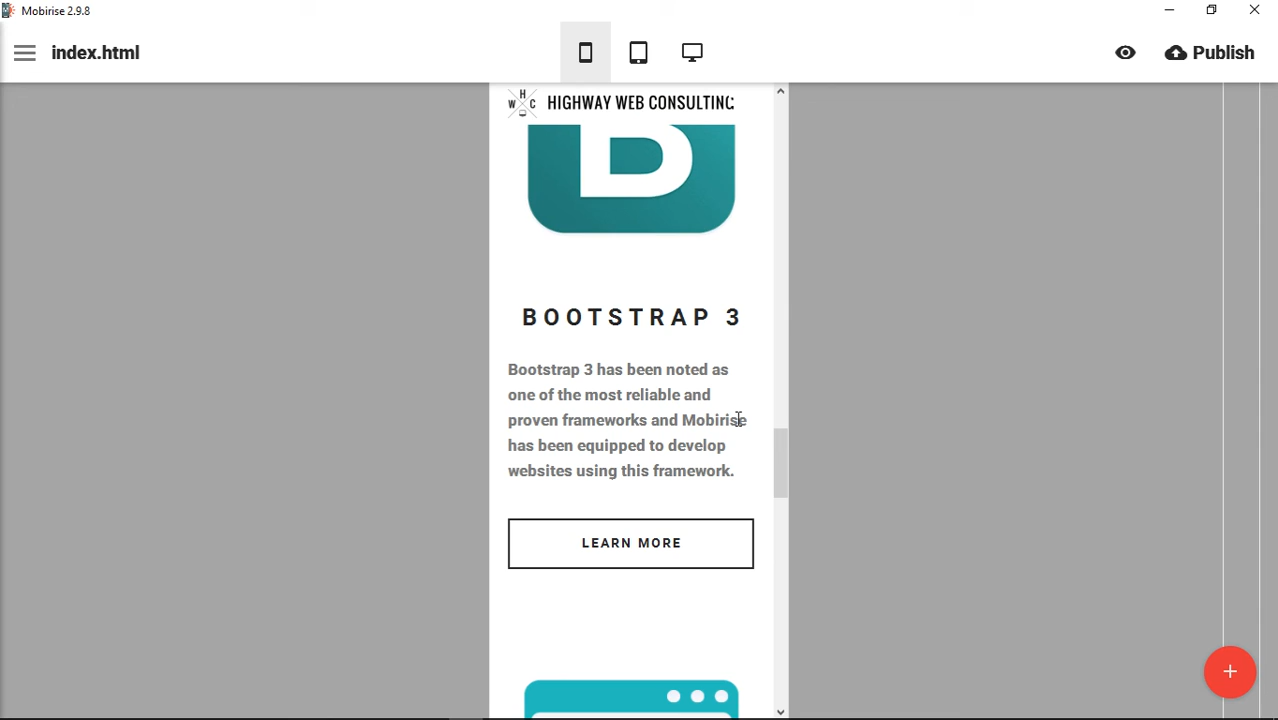 Mobirise 2.9.8
index.html
Publish
H
W C
HIGHWAY WEB CONSULTING
B
BOOTSTRAP 3
Bootstrap 3 has been noted as
one of the most reliable and
proven frameworks and Mobirise
has been equipped to develop
websites using this framework.
LEARN MORE
+